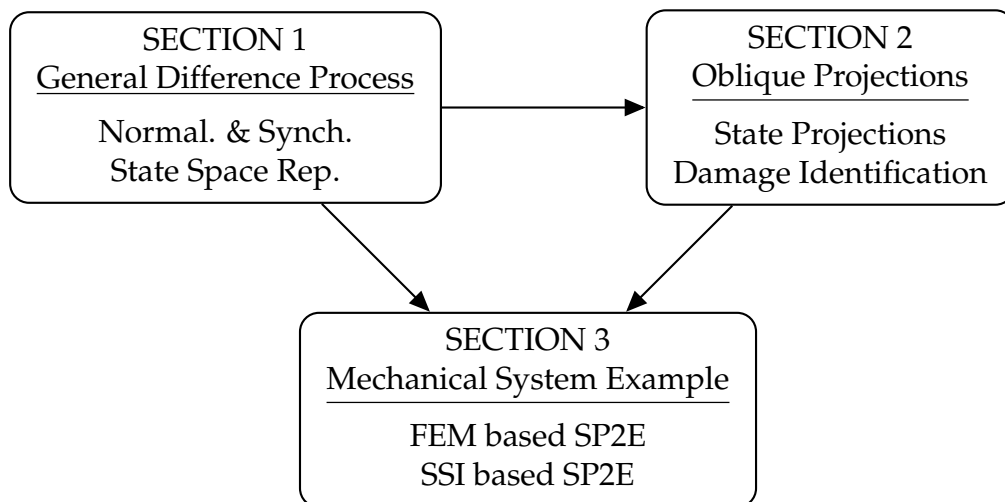 SECTION 1
General Difference Process
Normal. & Synch.
State Space Rep.
SECTION 2
Oblique Projections
State Projections
Damage Identification
SECTION 3
Mechanical System Example
FEM based SP2E
SSI based SP2E